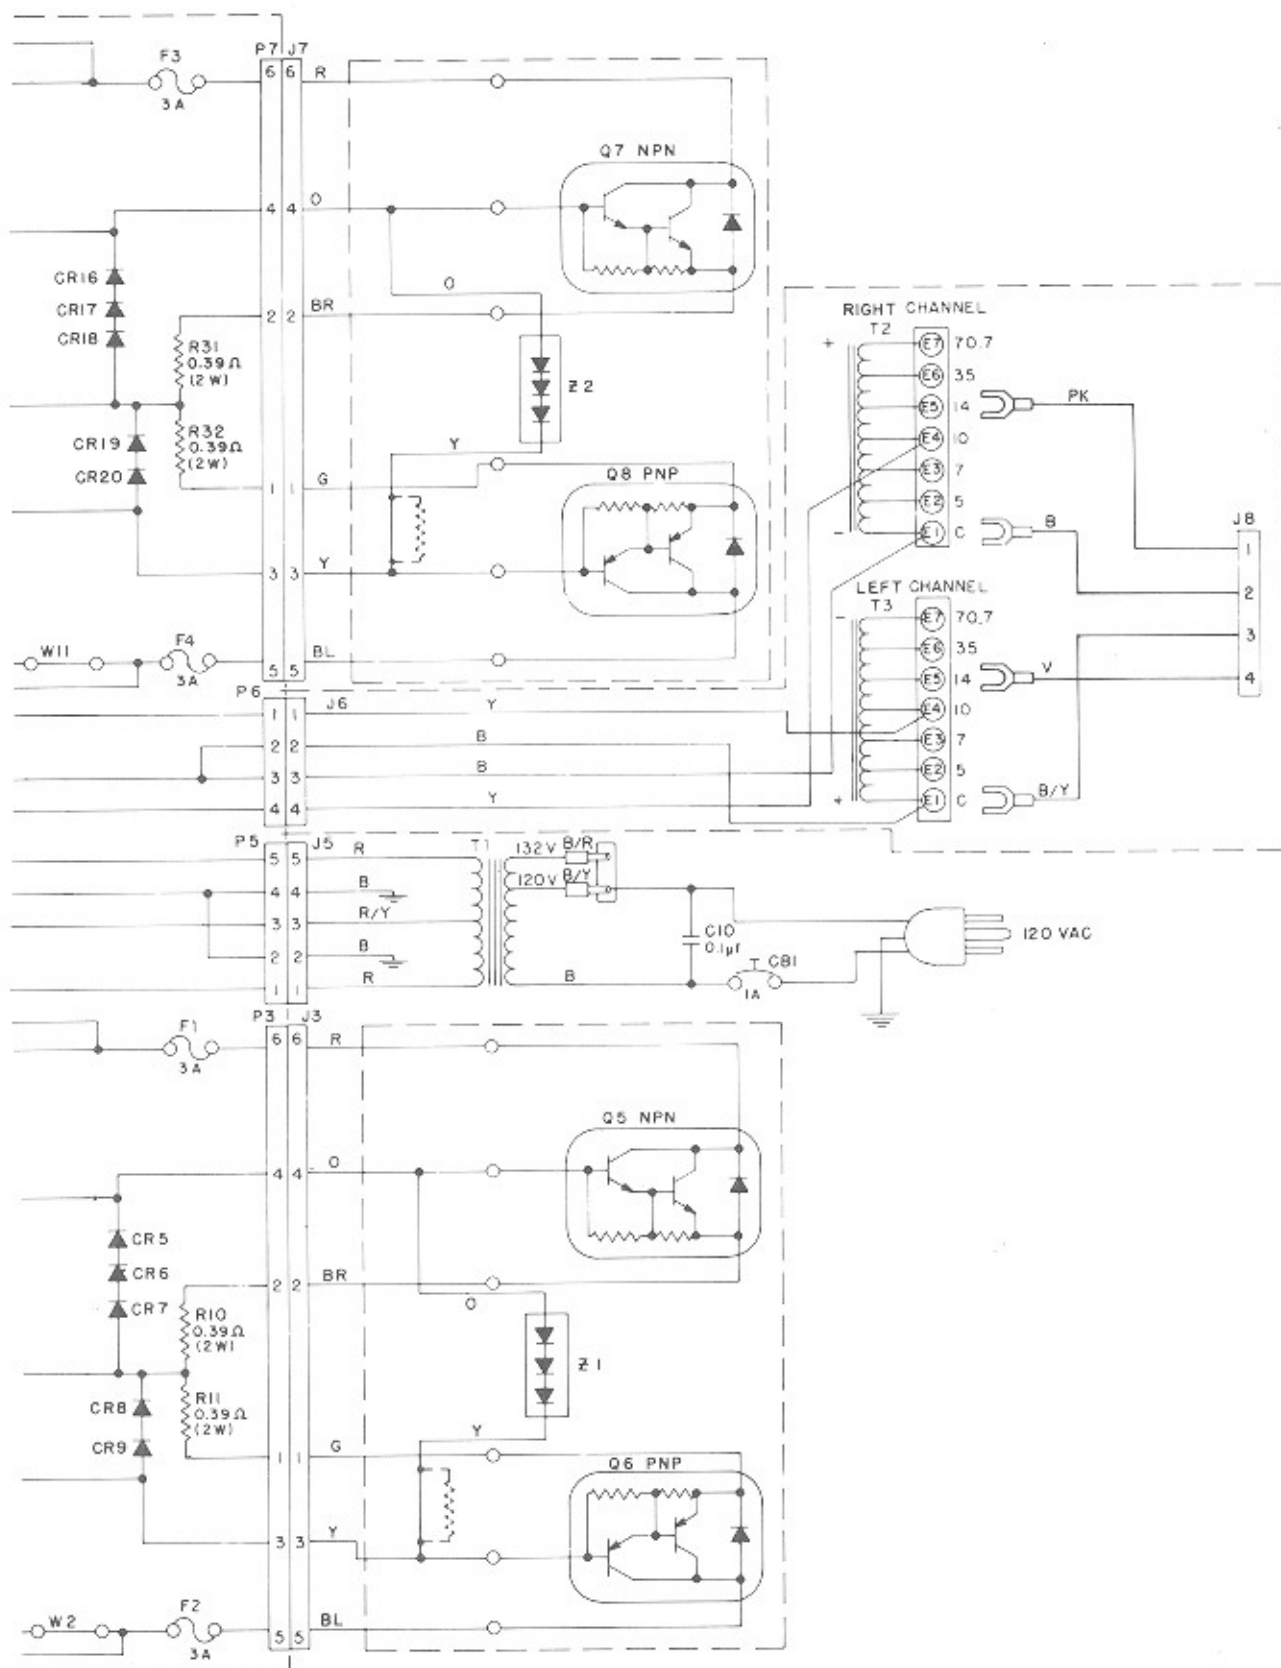 F3
3A
P7 J7
6 6 R
Q7 NPN
4 4 O
CR16
CR17
CR18
O
2 2 BR
R31
0.39Ω
(2W)
Z2
R32
0.39Ω
(2W)
CR19
CR20
Y
1 1 G
Q8 PNP
3 3 Y
W11
F4
3A
5 5 BL
RIGHT CHANNEL
T2
+
E7 70.7
E6 35
E5 14
PK
E4 10
E3 7
E2 5
E1 C
B
-
J8
1
2
3
4
LEFT CHANNEL
T3
-
E7 70.7
E6 35
E5 14
V
E4 10
E3 7
E2 5
E1 C
B/Y
+
P6
J6
1 1 Y
2 2 B
3 3 B
4 4 Y
P5 J5
5 5 R
4 4 B
3 3 R/Y
2 2 B
1 1 R
T1
132V B/R
120V B/Y
B
C10
0.1μf
CB1
1A
120 VAC
P3 J3
F1
3A
6 6 R
Q5 NPN
4 4 O
CR5
CR6
CR7
2 2 BR
O
R10
0.39Ω
(2W)
Z1
R11
0.39Ω
(2W)
CR8
CR9
Y
1 1 G
Q6 PNP
3 3 Y
W2
F2
3A
5 5 BL